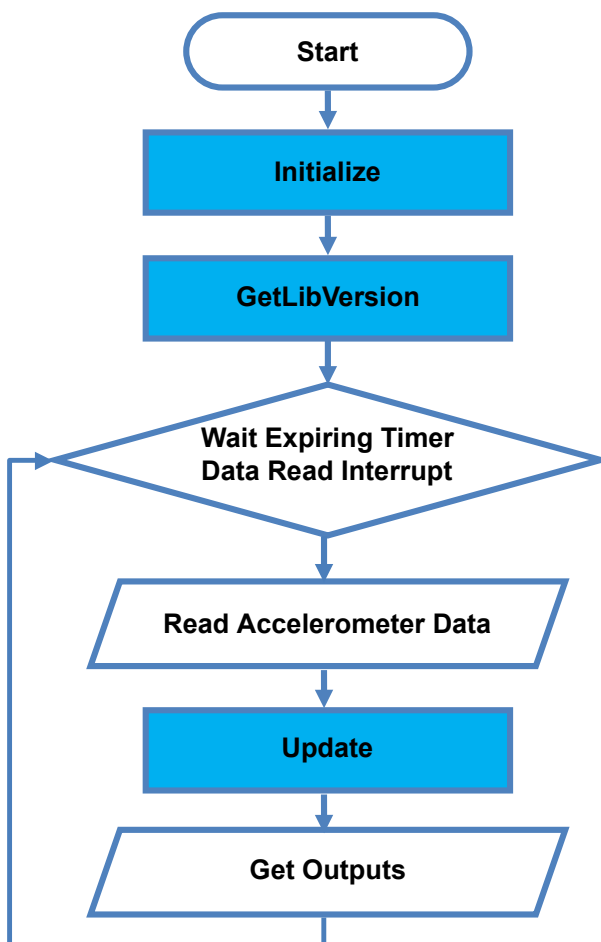 Start
Initialize
GetLibVersion
Wait Expiring Timer
Data Read Interrupt
Read Accelerometer Data
Update
Get Outputs